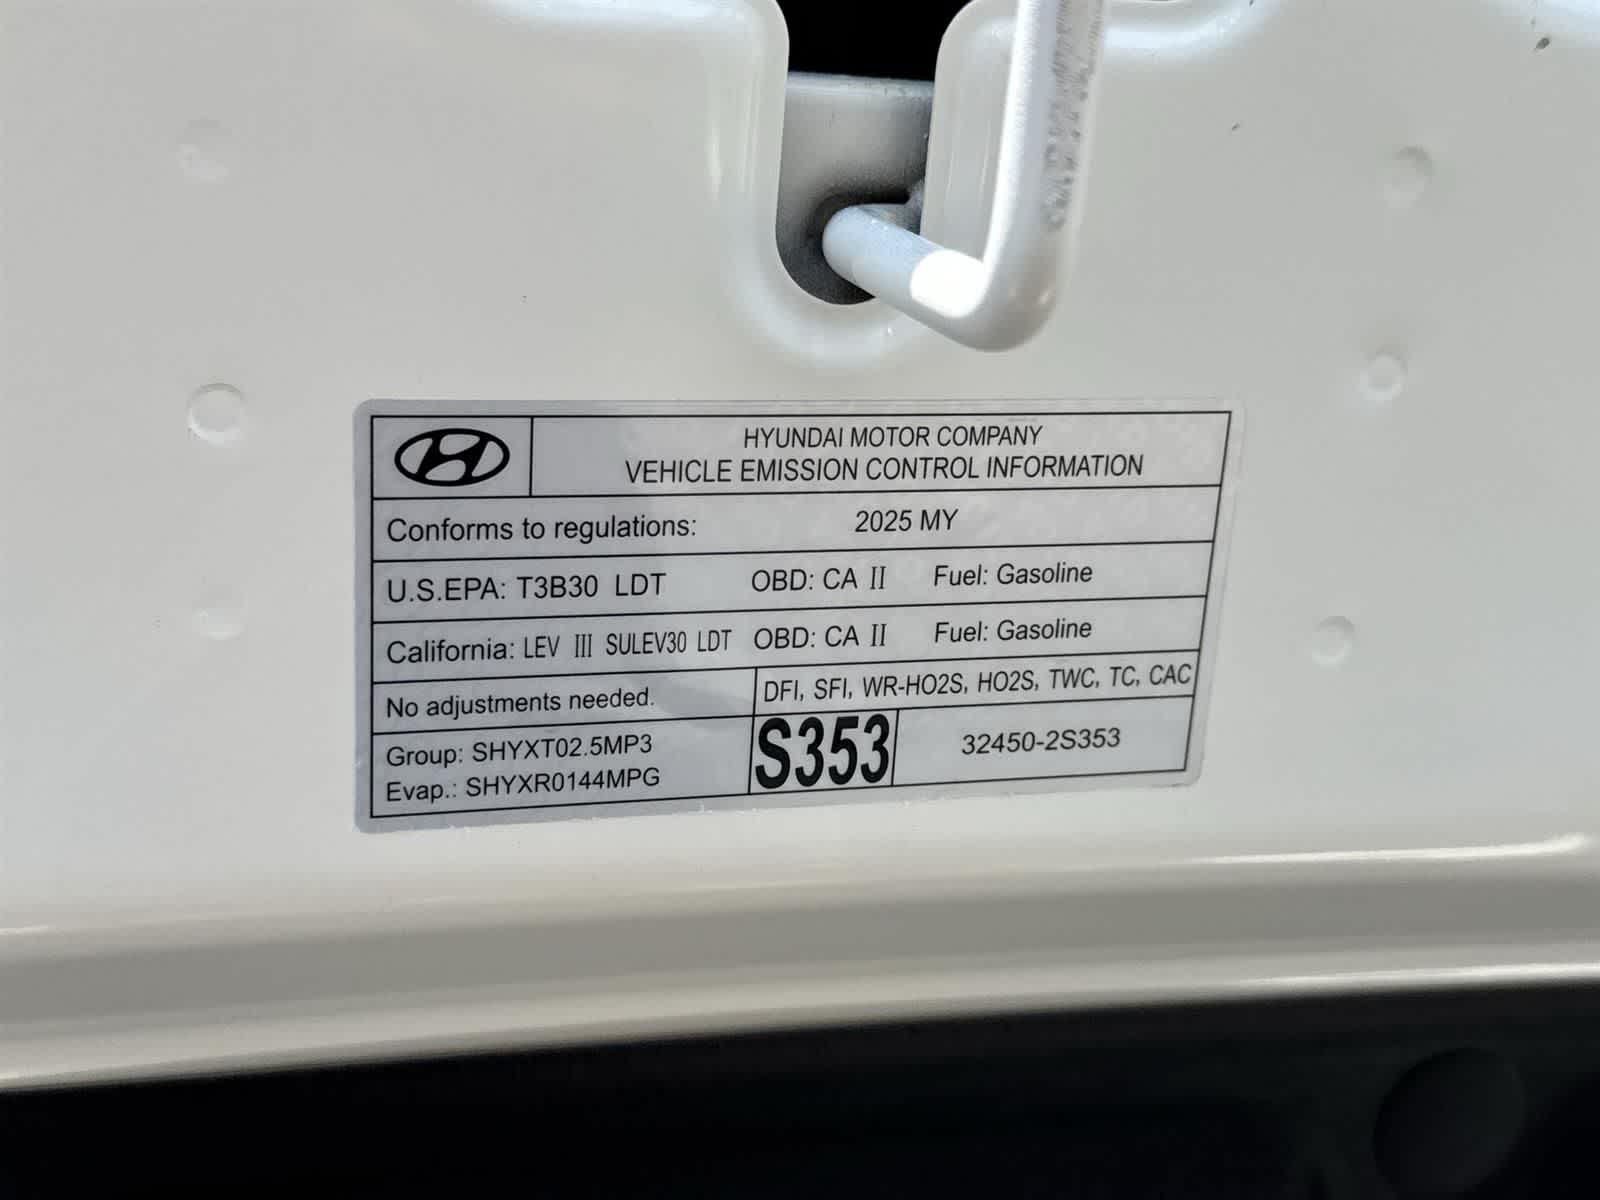 HYUNDAI MOTOR COMPANY
VEHICLE EMISSION CONTROL INFORMATION
Conforms to regulations: 2025 MY
U.S.EPA: T3B30 LDT OBD: CA II Fuel: Gasoline
California: LEV III SULEV30 LDT OBD: CA II Fuel: Gasoline
No adjustments needed. DFI, SFI, WR-HO2S, HO2S, TWC, TC, CAC
Group: SHYXT02.5MP3
Evap.: SHYXR0144MPG
S353
32450-2S353